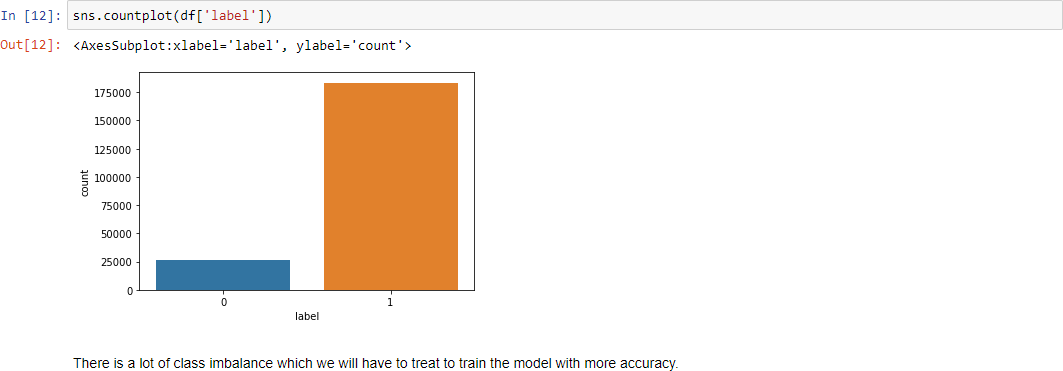 In [12]: sns.countplot(df['label'])
Out[12]: <AxesSubplot:xlabel='label', ylabel='count'>
175000
150000
125000
100000
75000
50000
25000
0
count
0 1
label
There is a lot of class imbalance which we will have to treat to train the model with more accuracy.